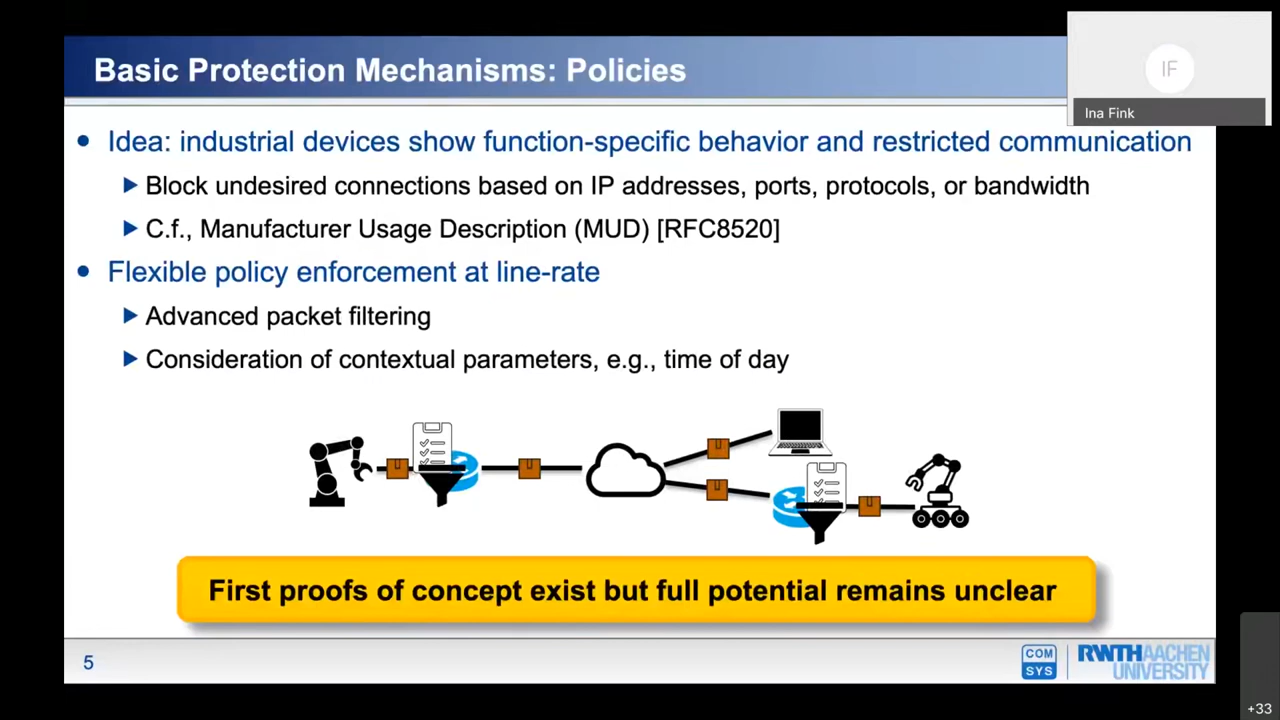 Basic Protection Mechanisms: Policies
IF
Ina Fink
Idea: industrial devices show function-specific behavior and restricted communication
Block undesired connections based on IP addresses, ports, protocols, or bandwidth
C.f., Manufacturer Usage Description (MUD) [RFC8520]
Flexible policy enforcement at line-rate
Advanced packet filtering
Consideration of contextual parameters, e.g., time of day
First proofs of concept exist but full potential remains unclear
5
COM
SYS
RWTHAACHEN
UNIVERSITY
+33